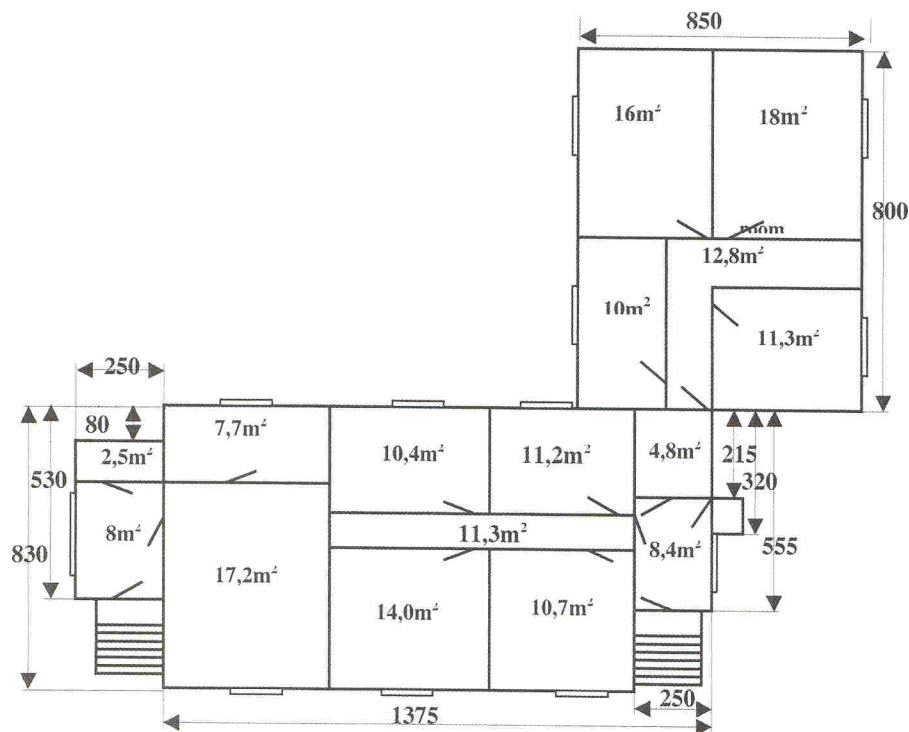 850
16m²
18m²
800
room
12,8m²
10m²
11,3m²
250
80
7,7m²
10,4m²
11,2m²
4,8m²
215
2,5m²
320
530
8m²
11,3m²
8,4m²
555
830
17,2m²
14,0m²
10,7m²
250
1375